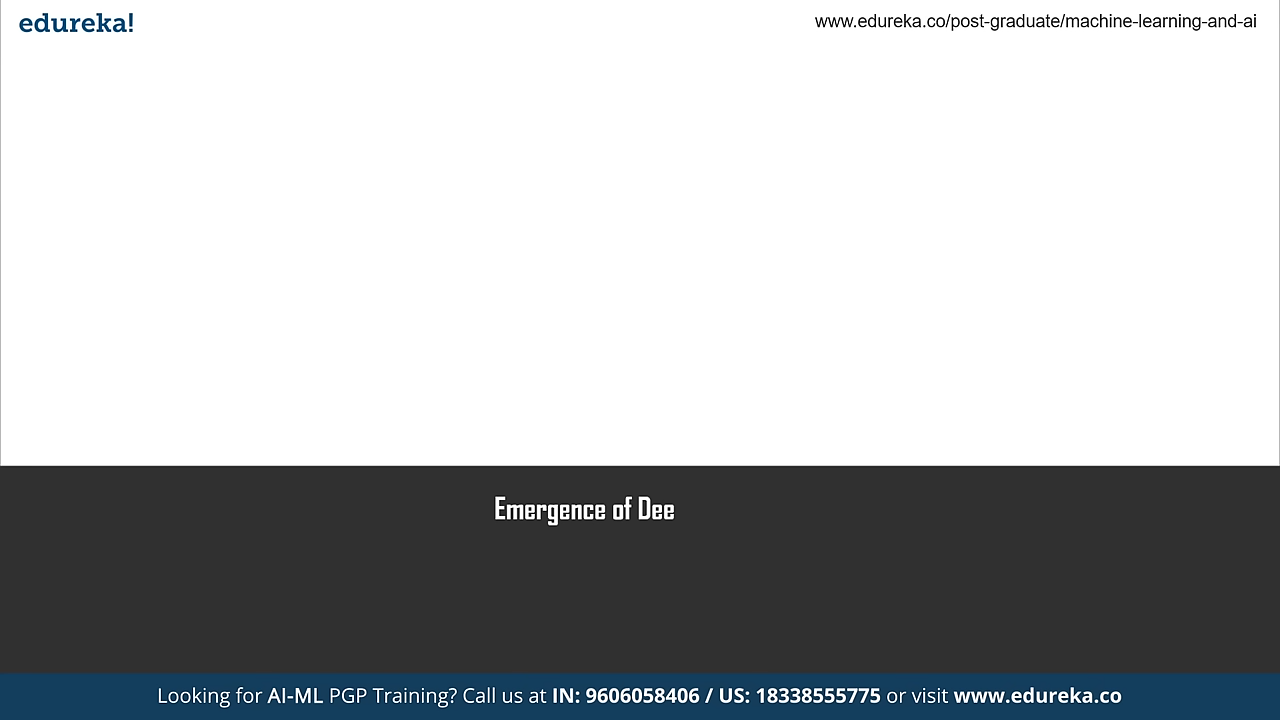 edureka!
www.edureka.co/post-graduate/machine-learning-and-ai
Emergence of Dee
Looking for AI-ML PGP Training? Call us at IN: 9606058406 / US: 18338555775 or visit www.edureka.co